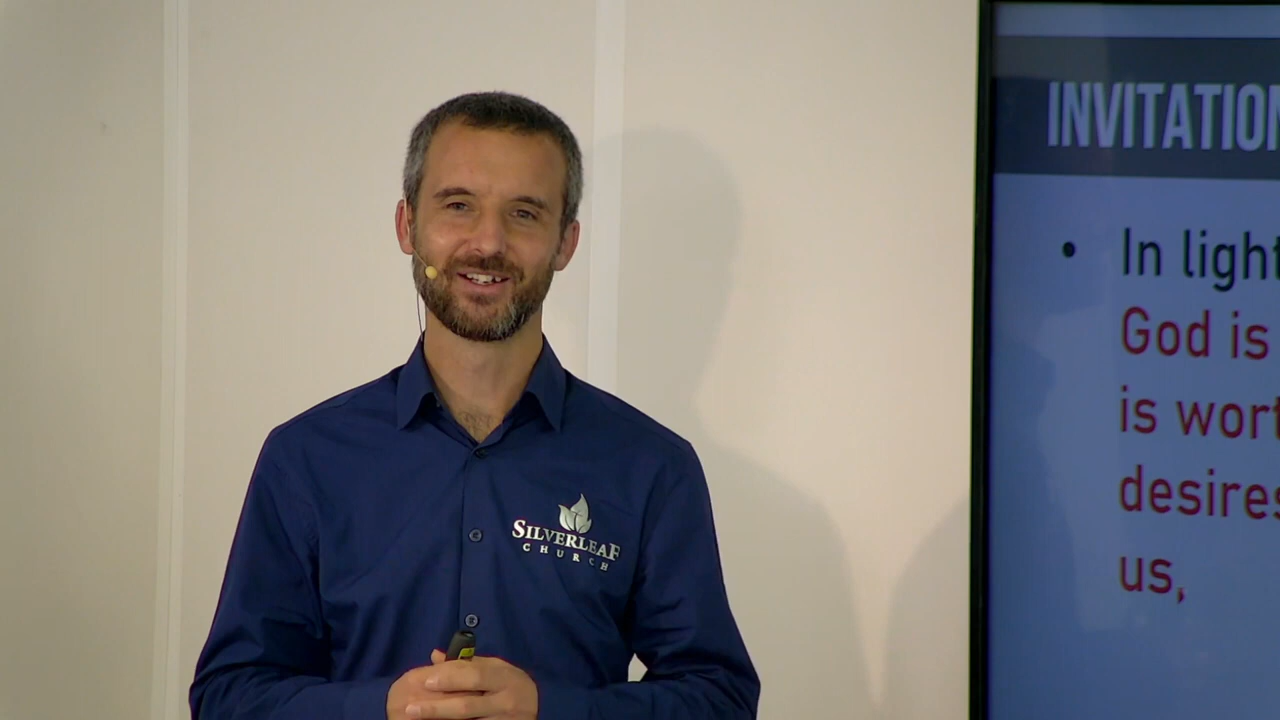 SILVERLEAF
CHURCH
INVITATION
• In light
God is
is wort
desires
us,